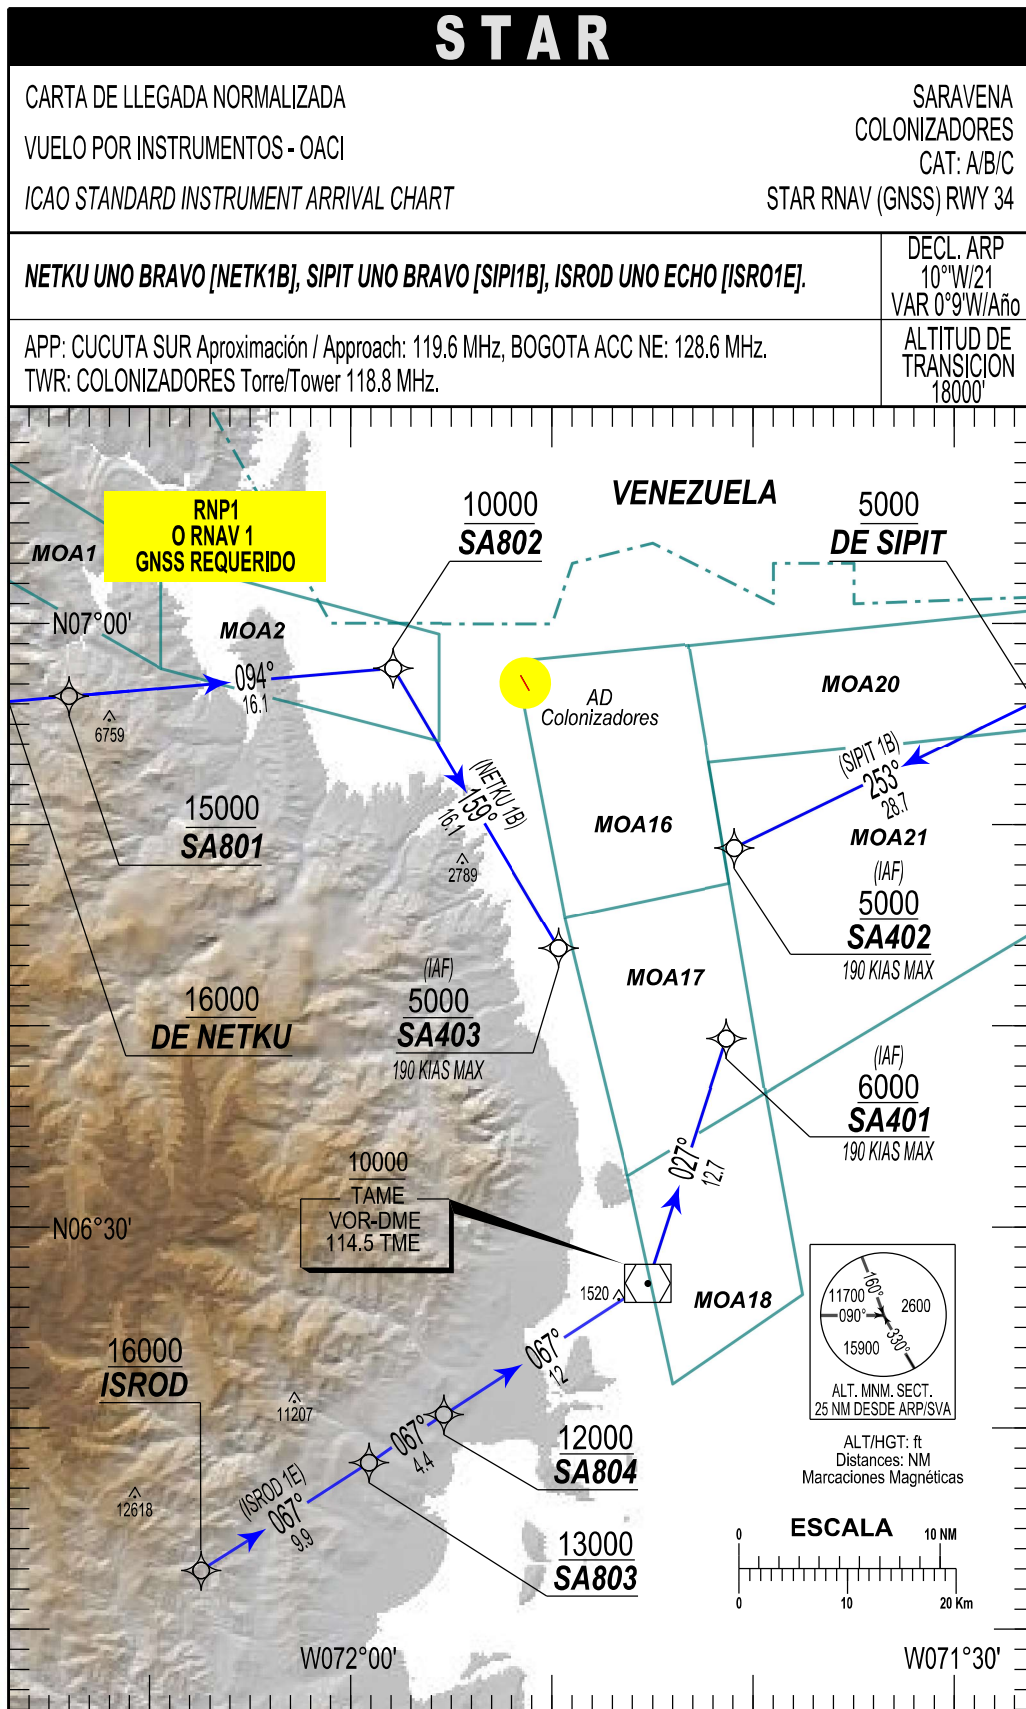 STAR
CARTA DE LLEGADA NORMALIZADA
VUELO POR INSTRUMENTOS - OACI
ICAO STANDARD INSTRUMENT ARRIVAL CHART
SARAVENA
COLONIZADORES
CAT: A/B/C
STAR RNAV (GNSS) RWY 34
NETKU UNO BRAVO [NETK1B], SIPIT UNO BRAVO [SIPI1B], ISROD UNO ECHO [ISRO1E].
DECL. ARP
10°'W/21
VAR 0°9'W/Año
APP: CUCUTA SUR Aproximación / Approach: 119.6 MHz, BOGOTA ACC NE: 128.6 MHz.
TWR: COLONIZADORES Torre/Tower 118.8 MHz.
ALTITUD DE
TRANSICION
18000'
RNP1
O RNAV 1
GNSS REQUERIDO
MOA1
10000
SA802
VENEZUELA
5000
DE SIPIT
N07°00'
MOA2
094°
16.1
6759
AD
Colonizadores
MOA20
(SIPIT 1B)
253°
28.7
(NETKU 1B)
159°
16.1
15000
SA801
2789
MOA16
MOA21
(IAF)
5000
SA402
190 KIAS MAX
MOA17
(IAF)
5000
SA403
190 KIAS MAX
16000
DE NETKU
(IAF)
6000
SA401
190 KIAS MAX
027°
12.7
10000
TAME
VOR-DME
114.5 TME
N06°30'
1520
MOA18
11700
160°
090°
2600
330°
15900
ALT. MNM. SECT.
25 NM DESDE ARP/SVA
ALT/HGT: ft
Distances: NM
Marcaciones Magnéticas
16000
ISROD
067°
12
11207
067°
4.4
12000
SA804
12618
(ISROD 1E)
067°
9.9
13000
SA803
ESCALA
0
10 NM
0
10
20 Km
W072°00'
W071°30'